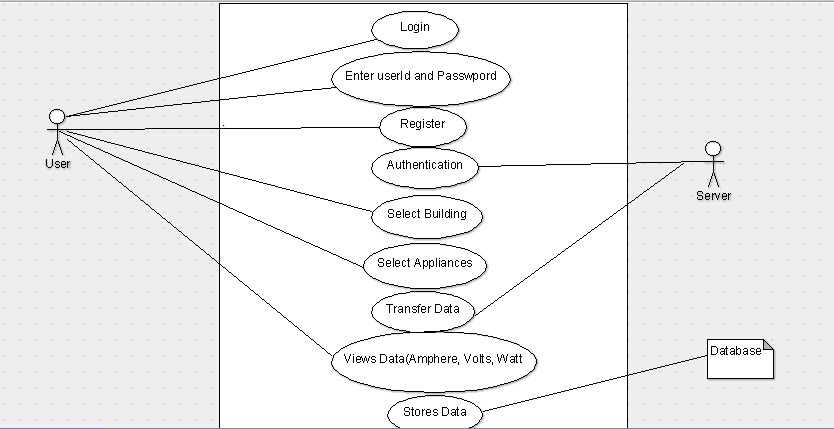 Login
Enter userId and Passwpord
Register
Authentication
Select Building
Select Appliances
Transfer Data
Views Data(Amphere, Volts, Watt
Stores Data
User
Server
Database